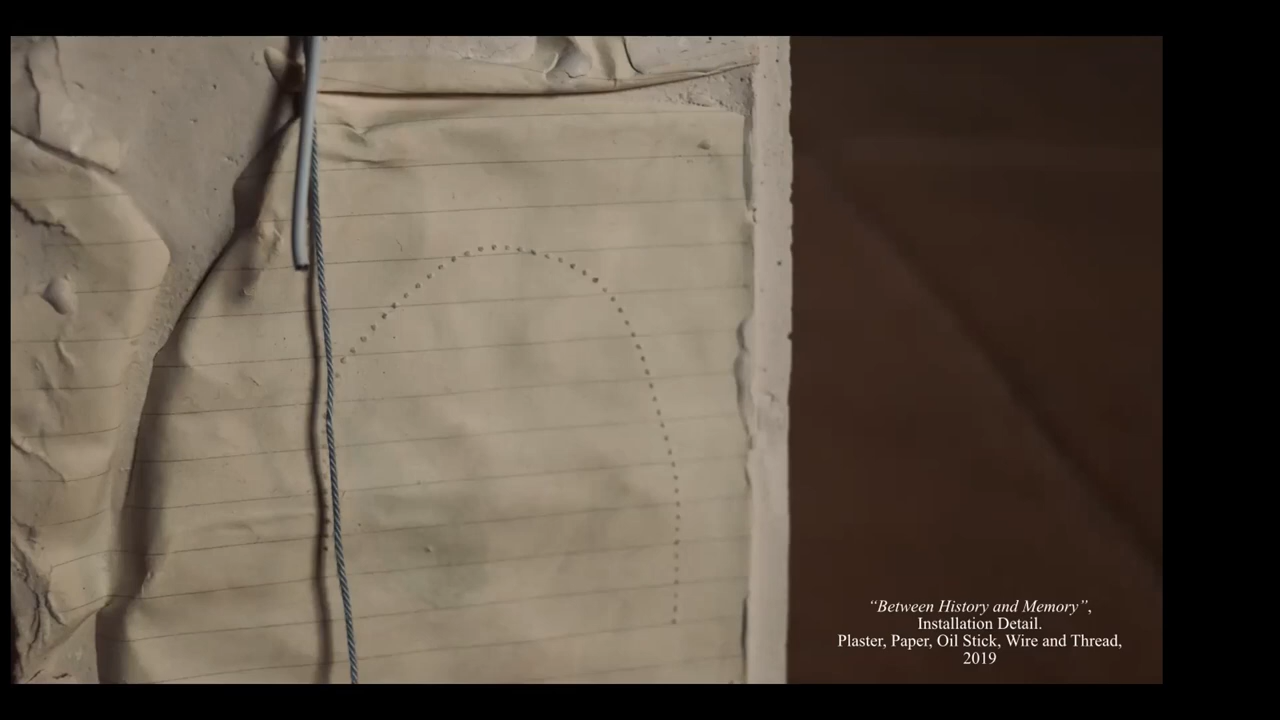 “Between History and Memory”,
Installation Detail.
Plaster, Paper, Oil Stick, Wire and Thread,
2019